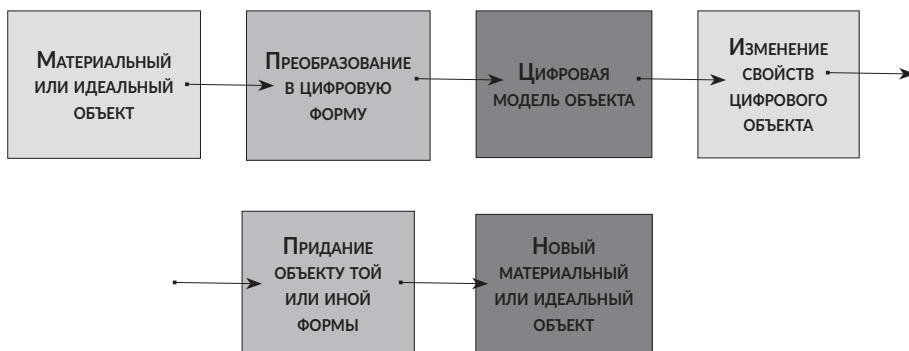 Материальный
или идеальный
объект
Преобразование
в цифровую
форму
Цифровая
модель объекта
Изменение
свойств
цифрового
объекта
Придание
объекту той
или иной
формы
Новый
материальный
или идеальный
объект